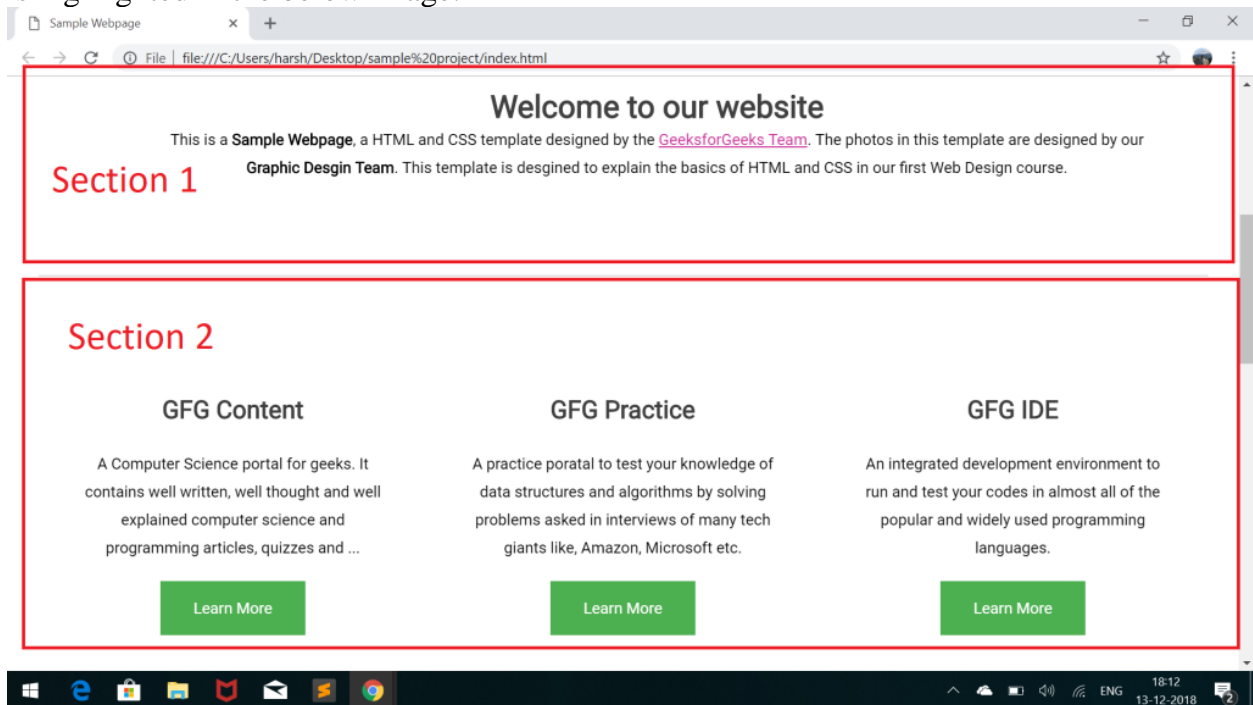 Sample Webpage
File | file:///C:/Users/harsh/Desktop/sample%20project/index.html
Welcome to our website
This is a Sample Webpage, a HTML and CSS template designed by the GeeksforGeeks Team. The photos in this template are designed by our
Graphic Desgin Team. This template is desgined to explain the basics of HTML and CSS in our first Web Design course.
Section 1
Section 2
GFG Content
A Computer Science portal for geeks. It
contains well written, well thought and well
explained computer science and
programming articles, quizzes and ...
Learn More
GFG Practice
A practice poratal to test your knowledge of
data structures and algorithms by solving
problems asked in interviews of many tech
giants like, Amazon, Microsoft etc.
Learn More
GFG IDE
An integrated development environment to
run and test your codes in almost all of the
popular and widely used programming
languages.
Learn More
ENG
18:12
13-12-2018
2